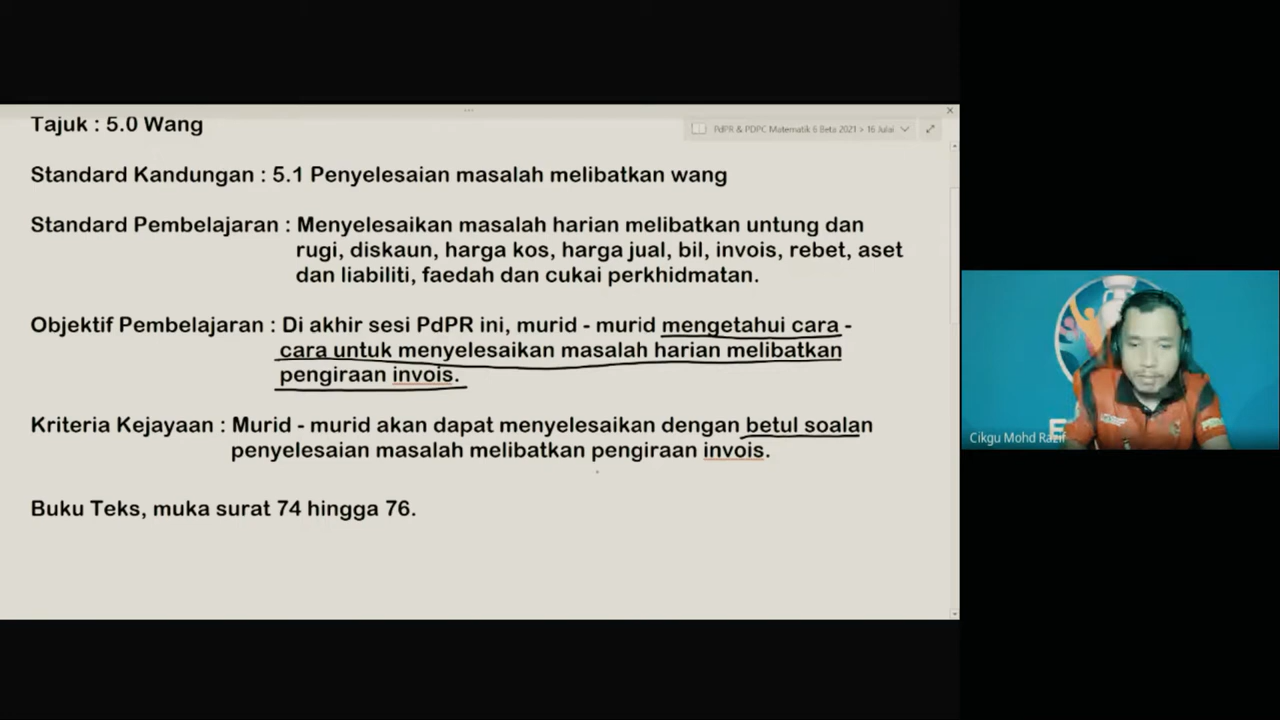 Tajuk : 5.0 Wang
PdPR & PDPC Matematik 6 Beta 2021 > 16 Julai
Standard Kandungan : 5.1 Penyelesaian masalah melibatkan wang
Standard Pembelajaran : Menyelesaikan masalah harian melibatkan untung dan
rugi, diskaun, harga kos, harga jual, bil, invois, rebet, aset
dan liabiliti, faedah dan cukai perkhidmatan.
Objektif Pembelajaran : Di akhir sesi PdPR ini, murid - murid mengetahui cara -
cara untuk menyelesaikan masalah harian melibatkan
pengiraan invois.
Kriteria Kejayaan : Murid - murid akan dapat menyelesaikan dengan betul soalan
penyelesaian masalah melibatkan pengiraan invois.
Buku Teks, muka surat 74 hingga 76.
Cikgu Mohd Razif